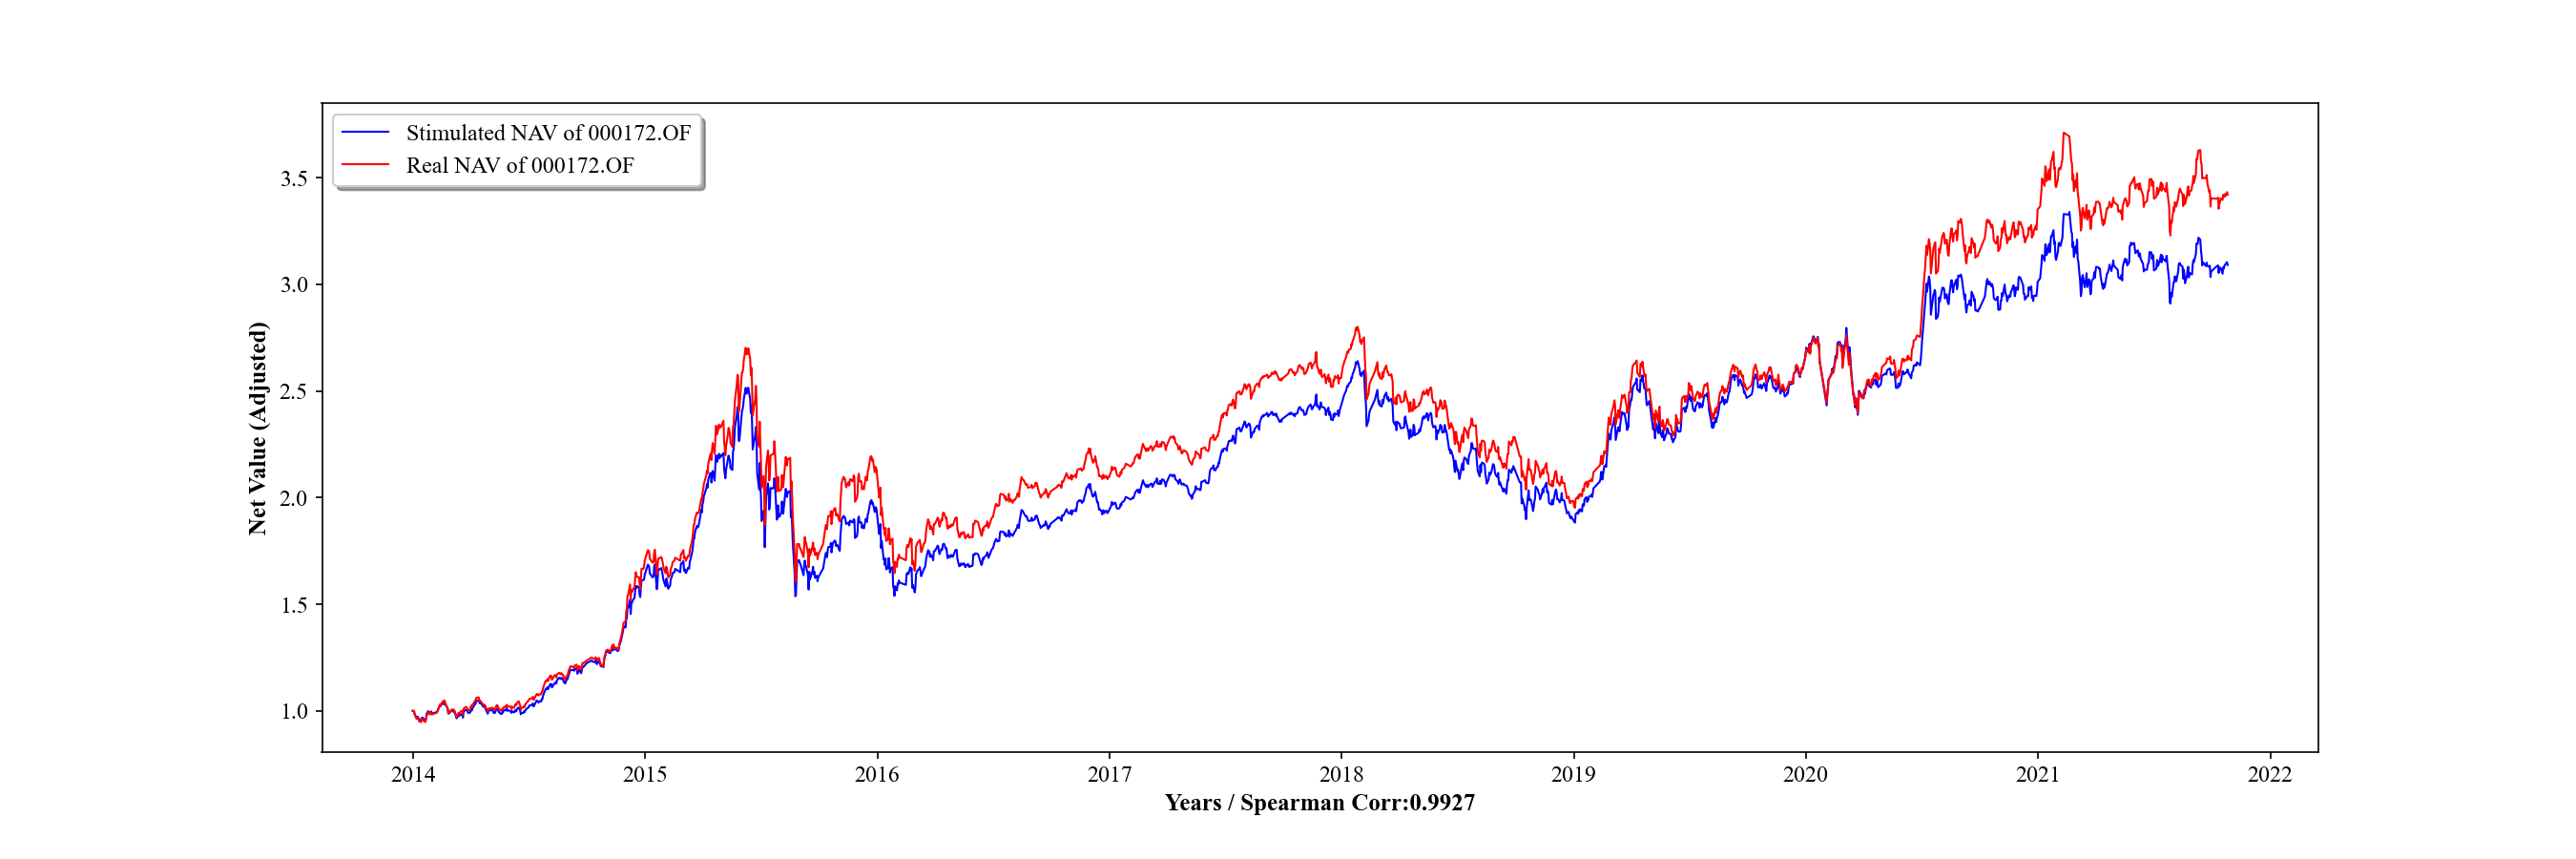 Stimulated NAV of 000172.OF
Real NAV of 000172.OF
Net Value (Adjusted)
3.5
3.0
2.5
2.0
1.5
1.0
2014 2015 2016 2017 2018 2019 2020 2021 2022
Years / Spearman Corr:0.9927